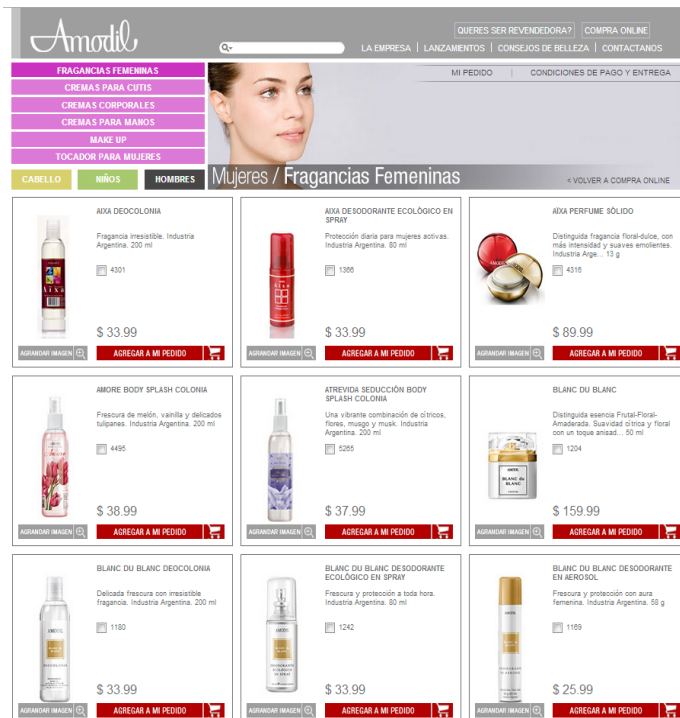 Amodil
QUERES SER REVENDEDORA? COMPRA ONLINE
LA EMPRESA | LANZAMIENTOS | CONSEJOS DE BELLEZA | CONTACTANOS
FRAGANCIAS FEMENINAS
CREMAS PARA CUTIS
CREMAS CORPORALES
CREMAS PARA MANOS
MAKE UP
TOCADOR PARA MUJERES
CABELLO NIÑOS HOMBRES
MI PEDIDO | CONDICIONES DE PAGO Y ENTREGA
Mujeres / Fragancias Femeninas
< VOLVER A COMPRA ONLINE
AIXA DEOCOLONIA
Fragancia irresistible. Industria
Argentina. 200 ml
4301
$ 33.99
AGRANDAR IMAGEN AGREGAR A MI PEDIDO
AIXA DESODORANTE ECOLÓGICO EN
SPRAY
Protección diaria para mujeres activas.
Industria Argentina. 80 ml
1366
$ 33.99
AGRANDAR IMAGEN AGREGAR A MI PEDIDO
AÍXA PERFUME SÓLIDO
Distinguida fragancia floral-dulce, con
más intensidad y suaves emolientes.
Industria Arge... 13 g
4316
$ 89.99
AGRANDAR IMAGEN AGREGAR A MI PEDIDO
AMORE BODY SPLASH COLONIA
Frescura de melón, vainilla y delicados
tulipanes. Industria Argentina. 200 ml
4495
$ 38.99
AGRANDAR IMAGEN AGREGAR A MI PEDIDO
ATREVIDA SEDUCCIÓN BODY
SPLASH COLONIA
Una vibrante combinación de cítricos,
flores, musgo y musk. Industria
Argentina. 200 ml
5265
$ 37.99
AGRANDAR IMAGEN AGREGAR A MI PEDIDO
BLANC DU BLANC
Distinguida esencia Frutal-Floral-
Amaderada. Suavidad cítrica y floral
con un toque anisad... 50 ml
1204
BLANC du
BLANC
$ 159.99
AGRANDAR IMAGEN AGREGAR A MI PEDIDO
BLANC DU BLANC DEOCOLONIA
Delicada frescura con irresistible
fragancia. Industria Argentina. 200 ml
1180
$ 33.99
AGRANDAR IMAGEN AGREGAR A MI PEDIDO
BLANC DU BLANC DESODORANTE
ECOLÓGICO EN SPRAY
Frescura y protección a toda hora.
Industria Argentina. 80 ml
1242
$ 33.99
AGRANDAR IMAGEN AGREGAR A MI PEDIDO
BLANC DU BLANC DESODORANTE
EN AEROSOL
Frescura y protección con aura
femenina. Industria Argentina. 58 g
1169
$ 25.99
AGRANDAR IMAGEN AGREGAR A MI PEDIDO